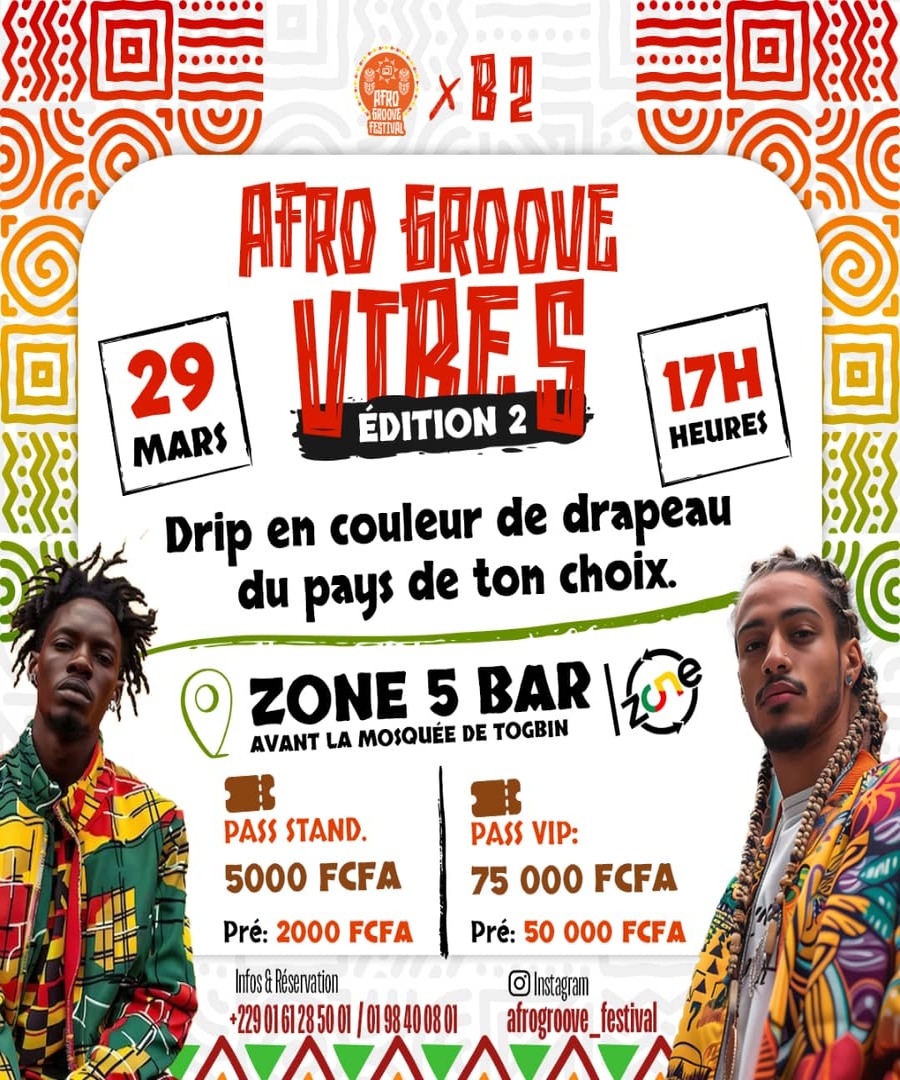 AFRO
GROOVE
FESTIVAL
x B2
AFRO GROOVE
VIBES
ÉDITION 2
29
MARS
17H
HEURES
Drip en couleur de drapeau
du pays de ton choix.
ZONE 5 BAR
AVANT LA MOSQUÉE DE TOGBIN
zone
PASS STAND.
5000 FCFA
Pré: 2000 FCFA
PASS VIP:
75 000 FCFA
Pré: 50 000 FCFA
Infos & Réservation
+229 01 61 28 50 01 / 01 98 40 08 01
Instagram
afrogroove_festival